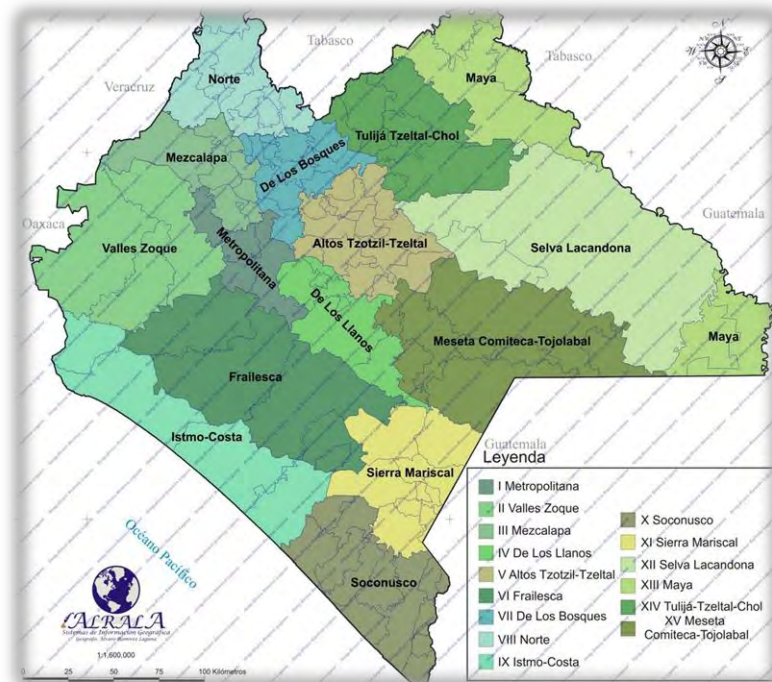 Tabasco
Norte
Veracruz
Maya
Tabasco
Tulijá Tzeltal-Chol
Mezcalapa
De Los Bosques
Oaxaca
Valles Zoque
Metropolitana
Altos Tzotzil-Tzeltal
Selva Lacandona
Guatemala
De Los Llanos
Meseta Comiteca-Tojolabal
Maya
Frailesca
Istmo-Costa
Sierra Mariscal
Guatemala
Soconusco
Océano Pacífico
Leyenda
I Metropolitana
II Valles Zoque
III Mezcalapa
IV De Los Llanos
V Altos Tzotzil-Tzeltal
VI Frailesca
VII De Los Bosques
VIII Norte
IX Istmo-Costa
X Soconusco
XI Sierra Mariscal
XII Selva Lacandona
XIII Maya
XIV Tulijá-Tzeltal-Chol
XV Meseta
Comiteca-Tojolabal
ALRALA
Sistemas de Información Geográfica
1:1,600,000
0 25 50 75 100 Kilómetros